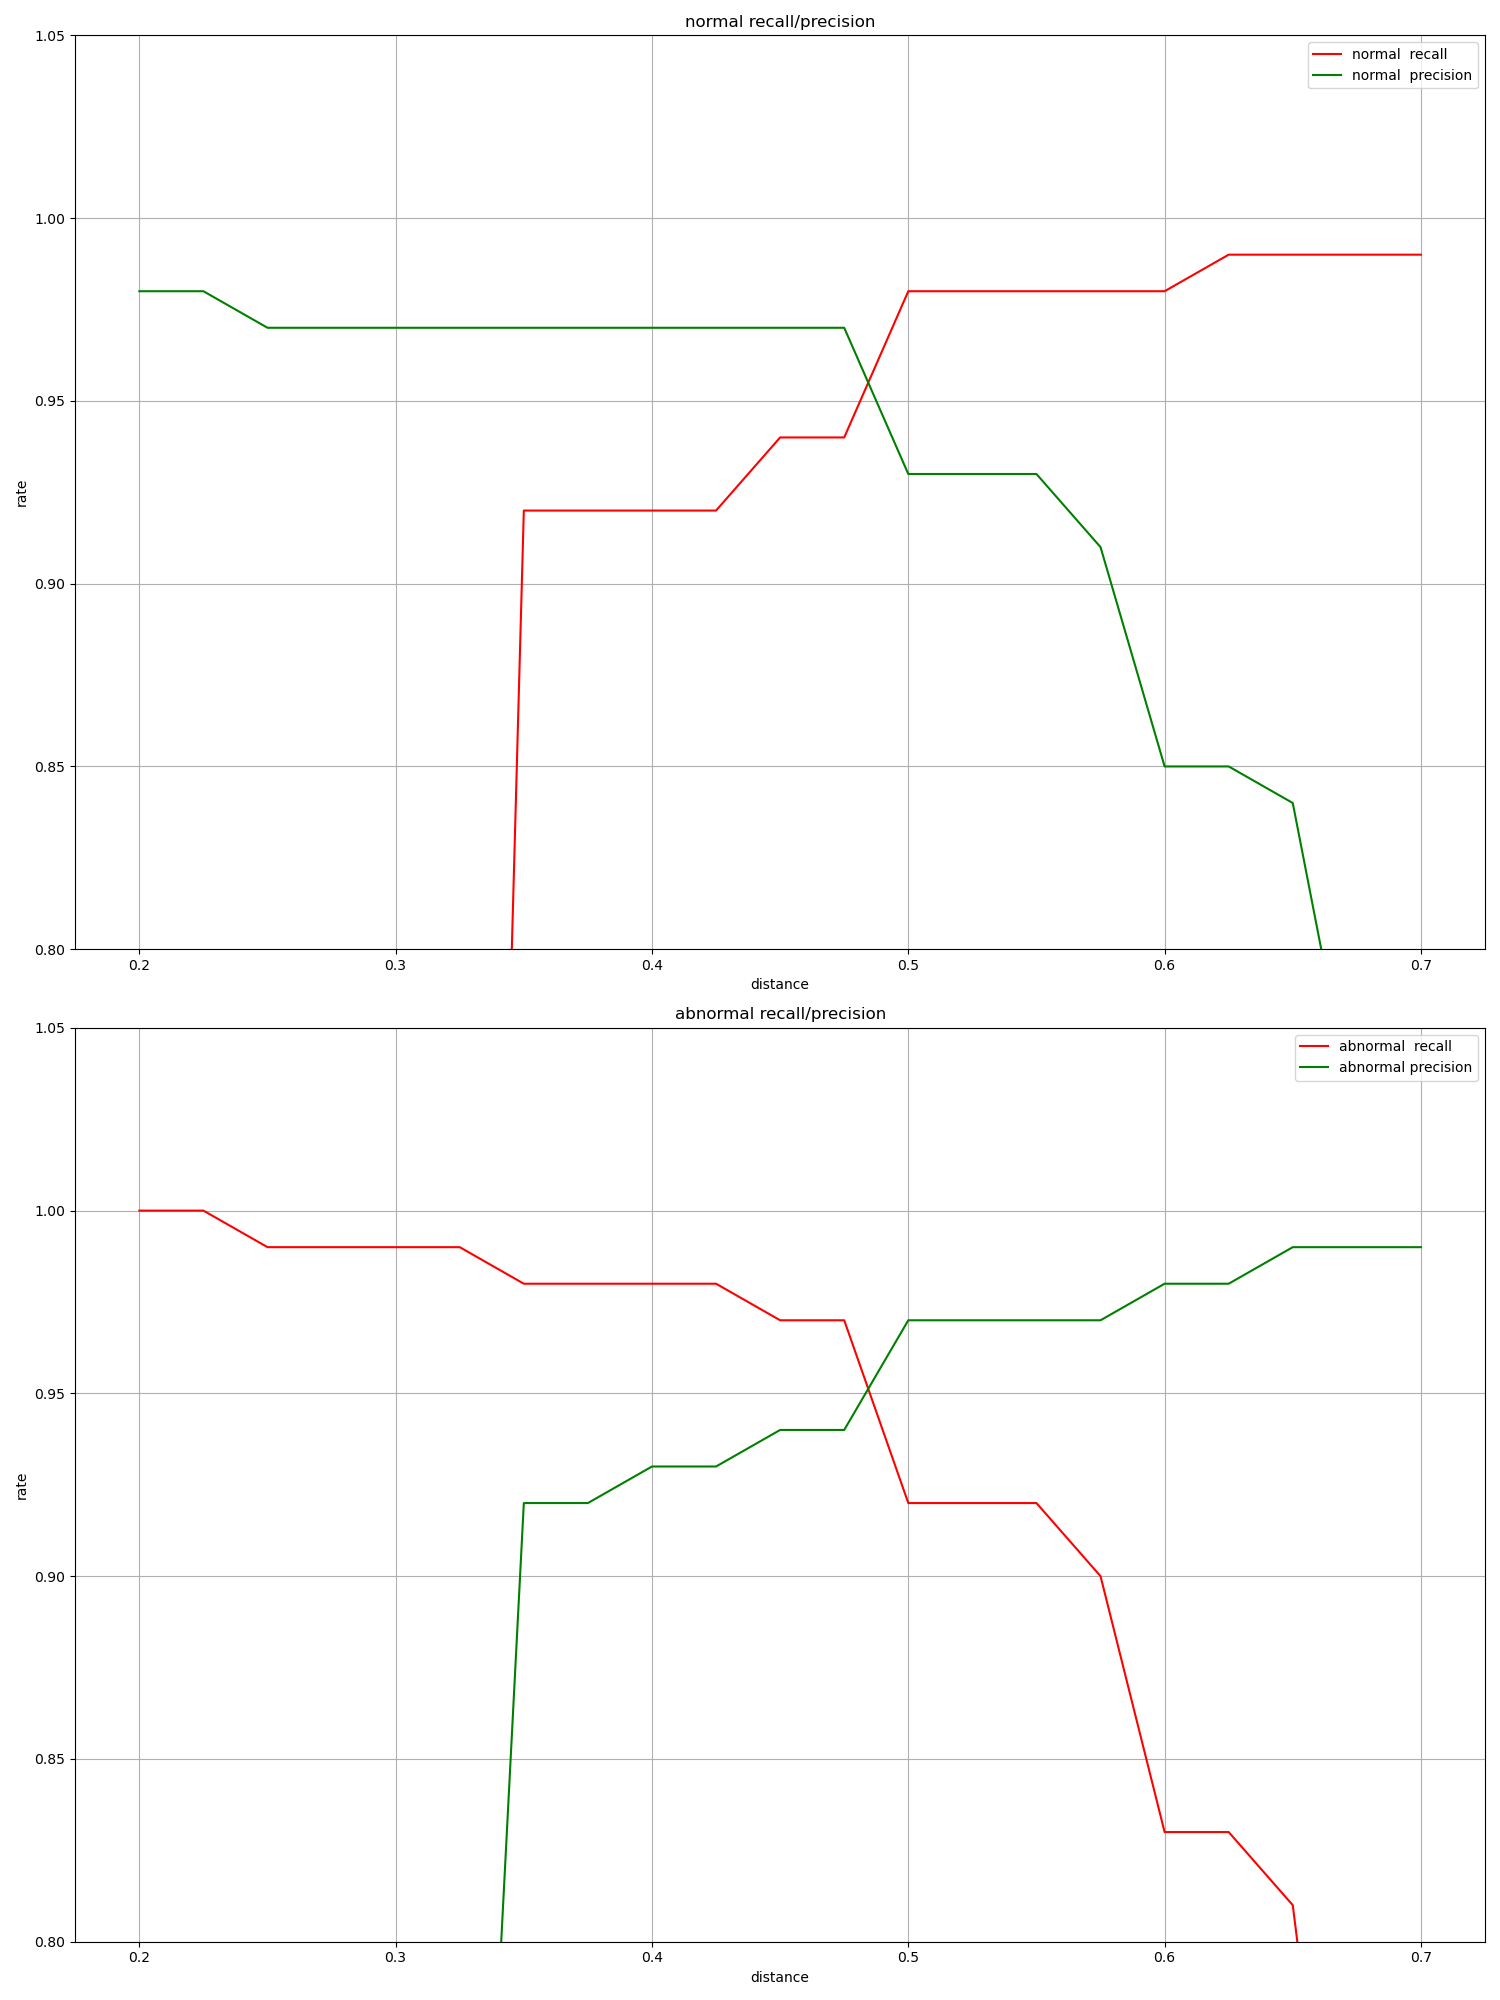 normal recall/precision
1.05
normal  recall
normal  precision
1.00
0.95
rate
0.90
0.85
0.80
0.2 0.3 0.4 0.5 0.6 0.7
distance
abnormal recall/precision
1.05
abnormal  recall
abnormal precision
1.00
0.95
rate
0.90
0.85
0.80
0.2 0.3 0.4 0.5 0.6 0.7
distance